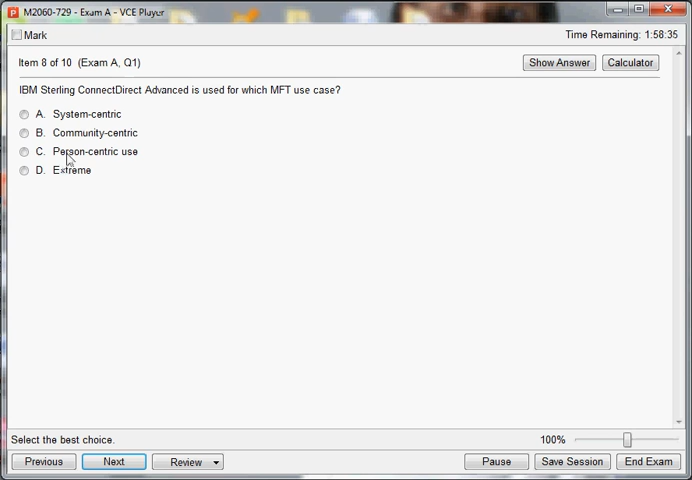 M2060-729 - Exam A - VCE Player
Mark
Time Remaining: 1:58:35
Item 8 of 10 (Exam A, Q1)
Show Answer
Calculator
IBM Sterling ConnectDirect Advanced is used for which MFT use case?
A. System-centric
B. Community-centric
C. Person-centric use
D. Extreme
Select the best choice.
100%
Previous
Next
Review
Pause
Save Session
End Exam